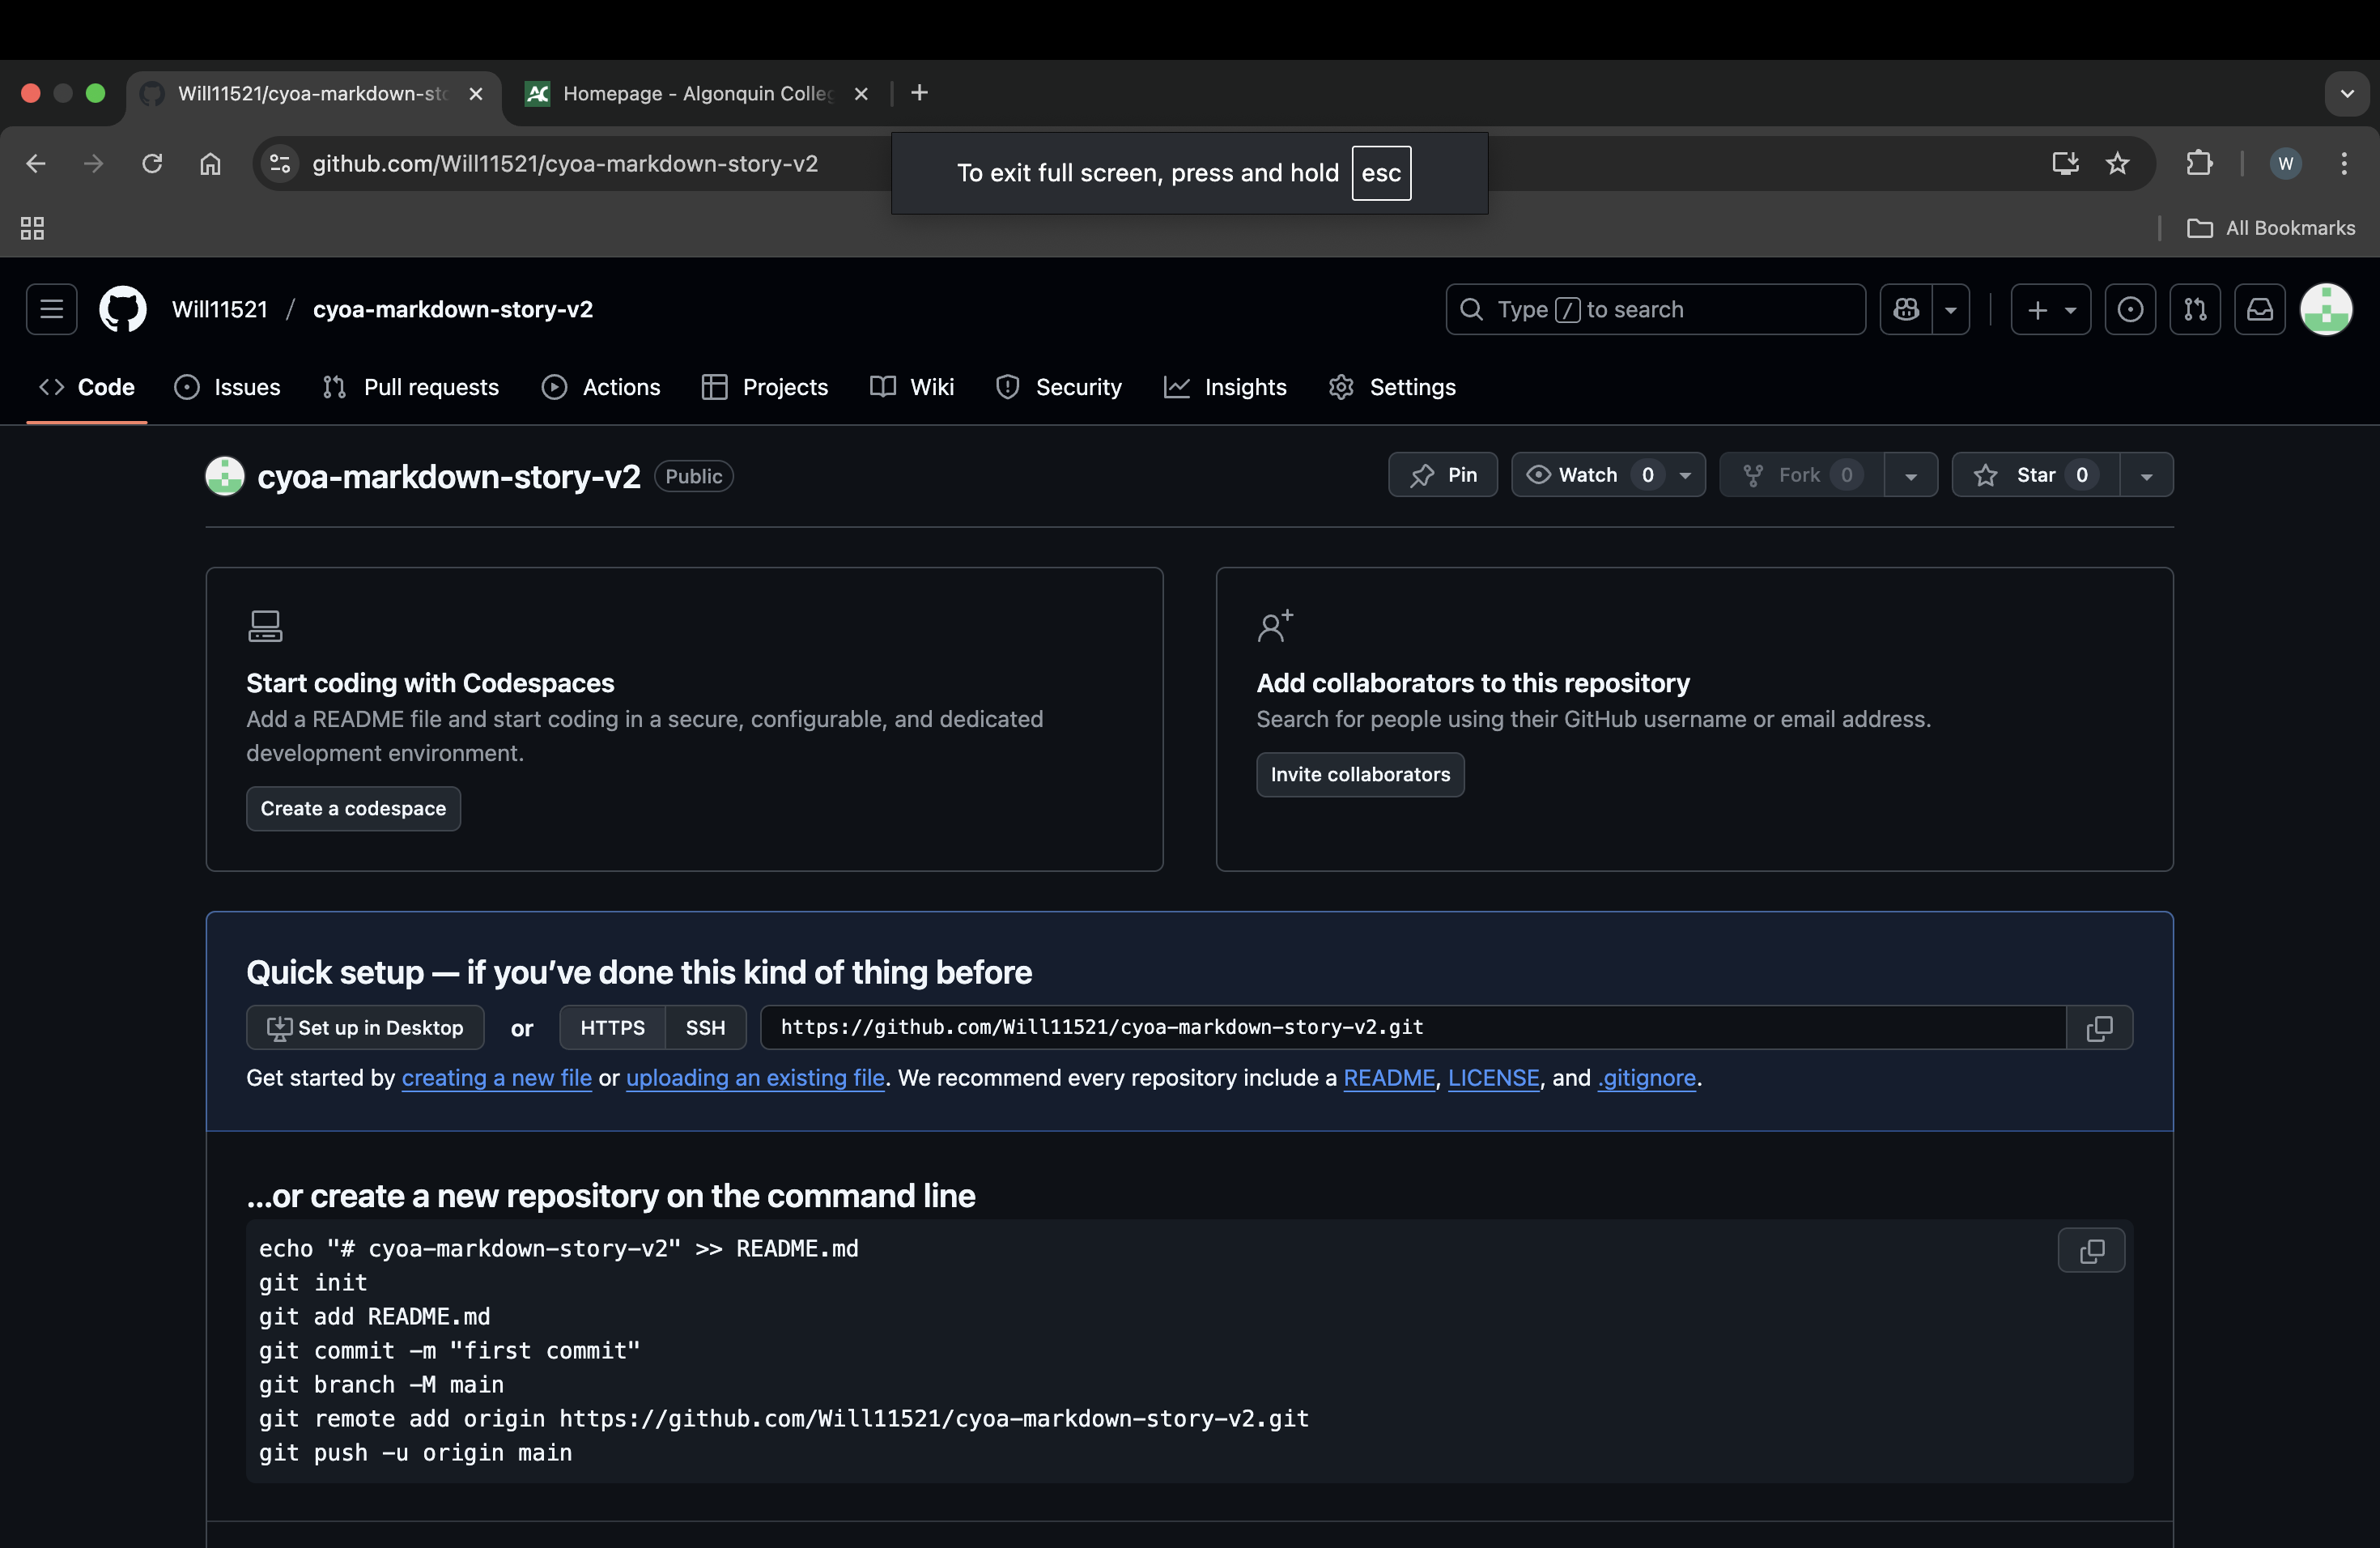 Will11521/cyoa-markdown-sto
Homepage - Algonquin Colleg
github.com/Will11521/cyoa-markdown-story-v2
To exit full screen, press and hold esc
W
All Bookmarks
Will11521 / cyoa-markdown-story-v2
Type / to search
Code
Issues
Pull requests
Actions
Projects
Wiki
Security
Insights
Settings
cyoa-markdown-story-v2
Public
Pin
Watch 0
Fork 0
Star 0
Start coding with Codespaces
Add a README file and start coding in a secure, configurable, and dedicated
development environment.
Create a codespace
Add collaborators to this repository
Search for people using their GitHub username or email address.
Invite collaborators
Quick setup — if you’ve done this kind of thing before
Set up in Desktop or HTTPS SSH https://github.com/Will11521/cyoa-markdown-story-v2.git
Get started by creating a new file or uploading an existing file. We recommend every repository include a README, LICENSE, and .gitignore.
…or create a new repository on the command line
echo "# cyoa-markdown-story-v2" >> README.md
git init
git add README.md
git commit -m "first commit"
git branch -M main
git remote add origin https://github.com/Will11521/cyoa-markdown-story-v2.git
git push -u origin main